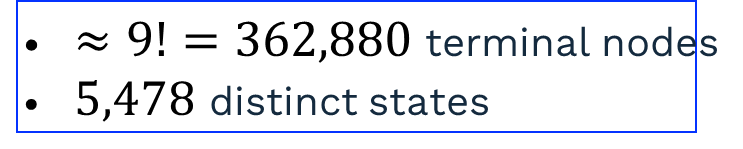 • ≈ 9! = 362,880 terminal nodes
• 5,478 distinct states